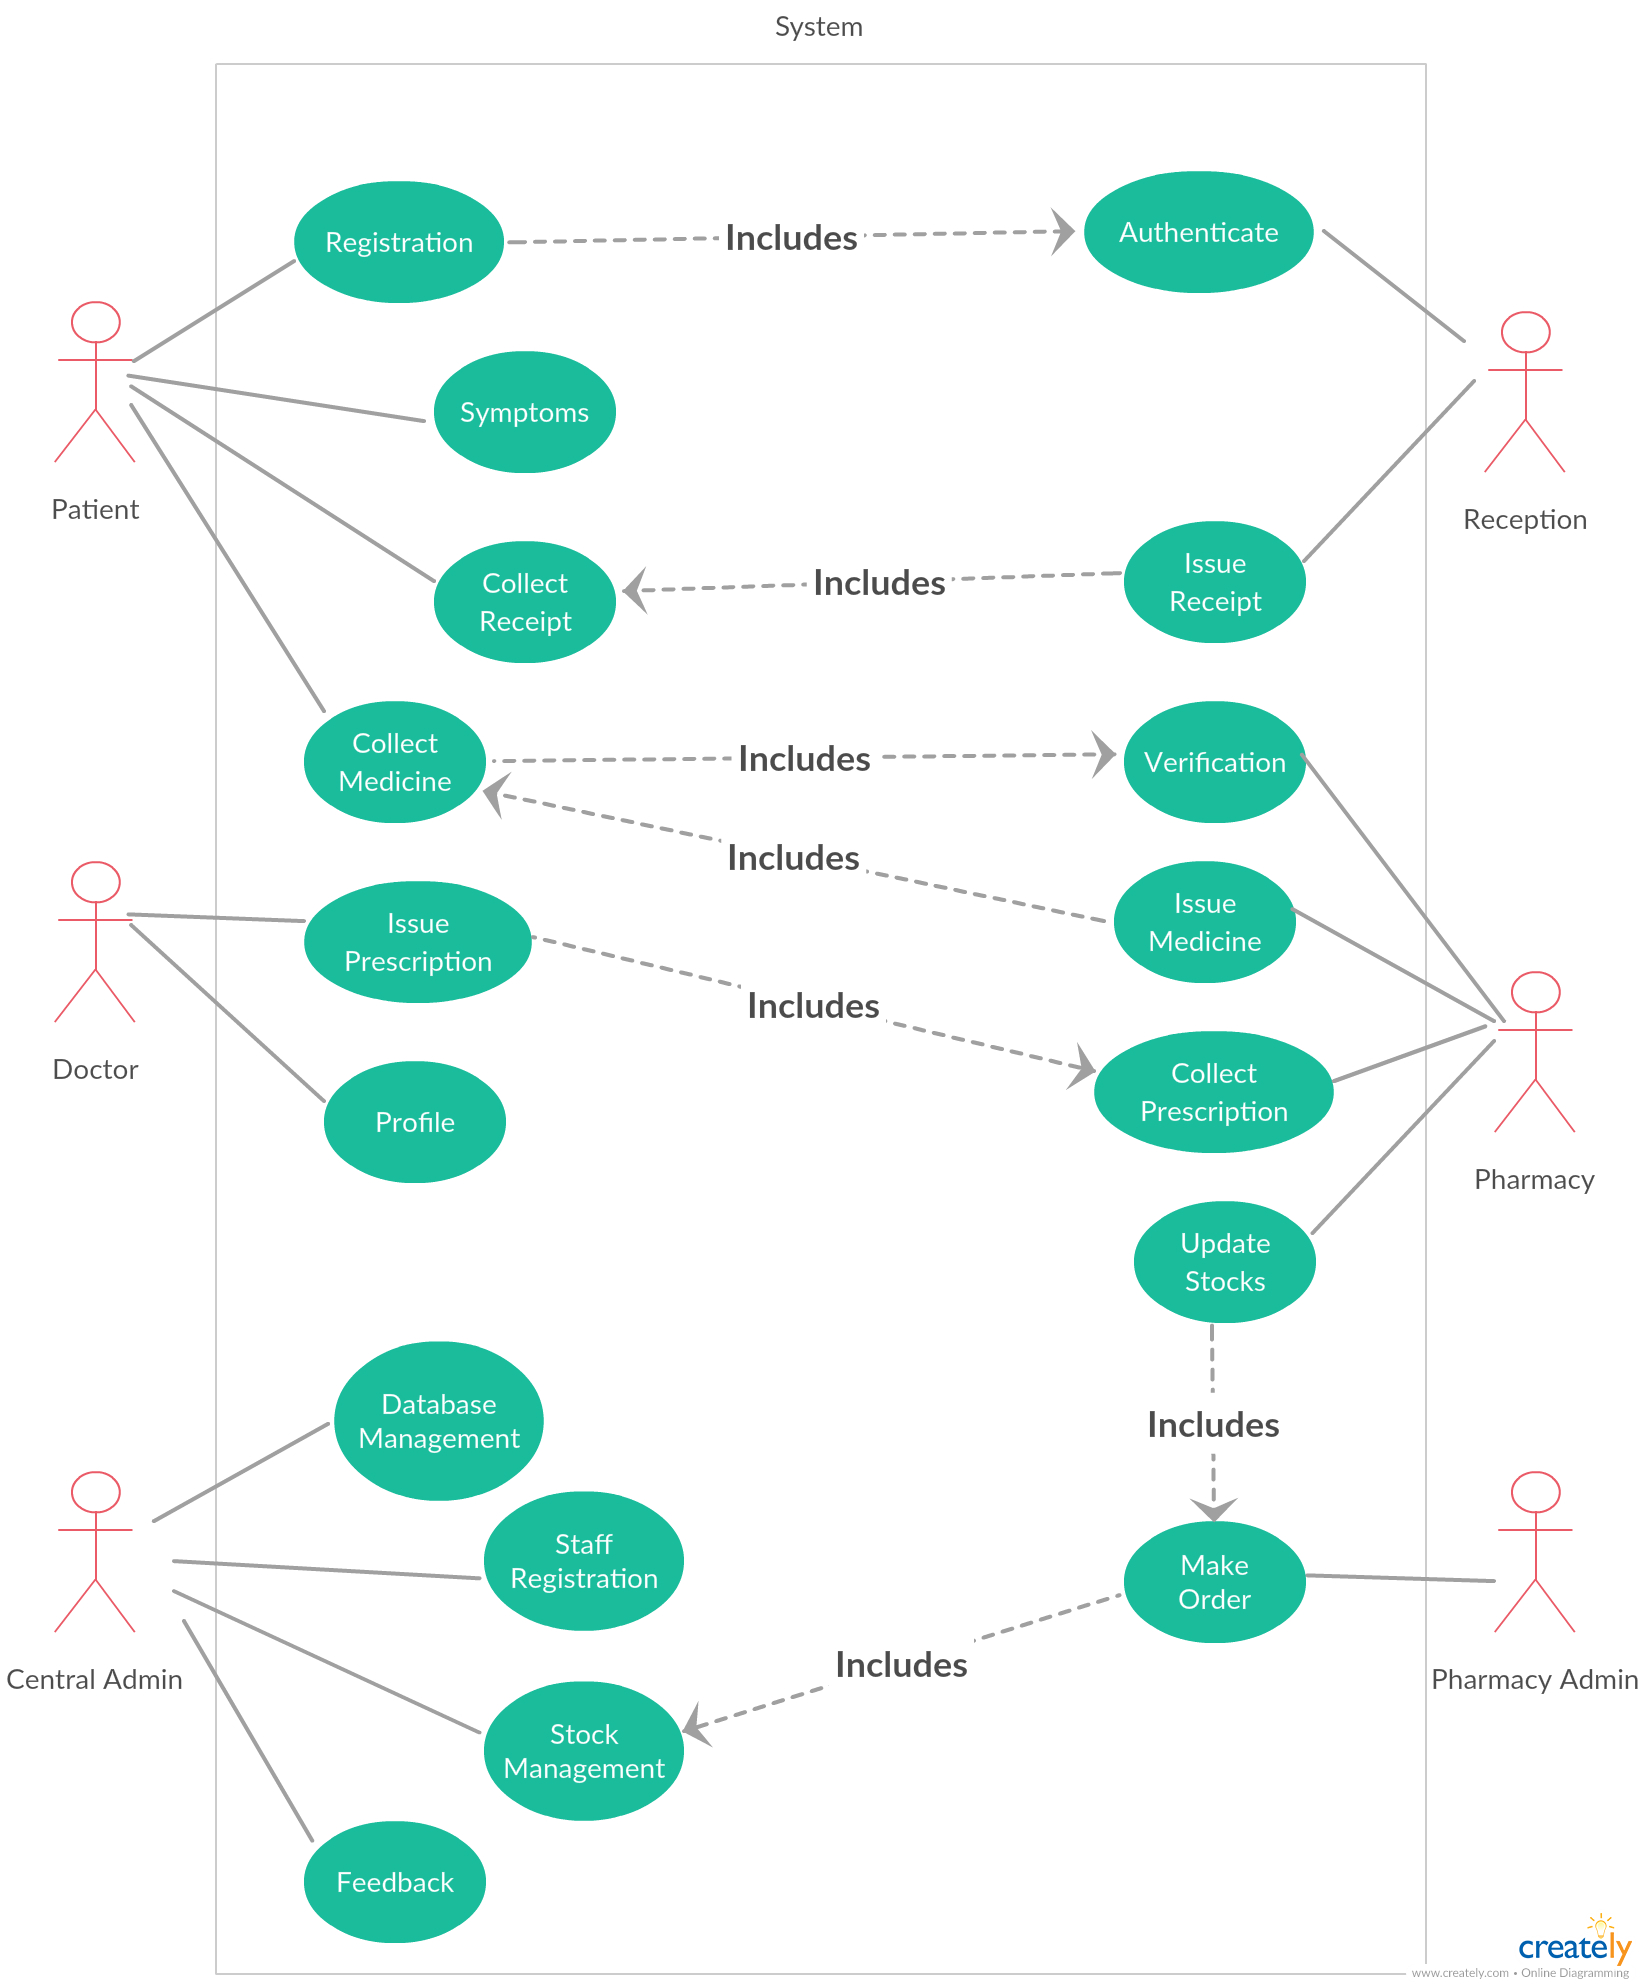 System
Registration
Includes
Authenticate
Symptoms
Patient
Reception
Collect
Receipt
Includes
Issue
Receipt
Collect
Medicine
Includes
Verification
Includes
Issue
Medicine
Issue
Prescription
Includes
Doctor
Collect
Prescription
Profile
Pharmacy
Update
Stocks
Database
Management
Includes
Staff
Registration
Make
Order
Central Admin
Includes
Pharmacy Admin
Stock
Management
Feedback
creately
www.creately.com • Online Diagramming